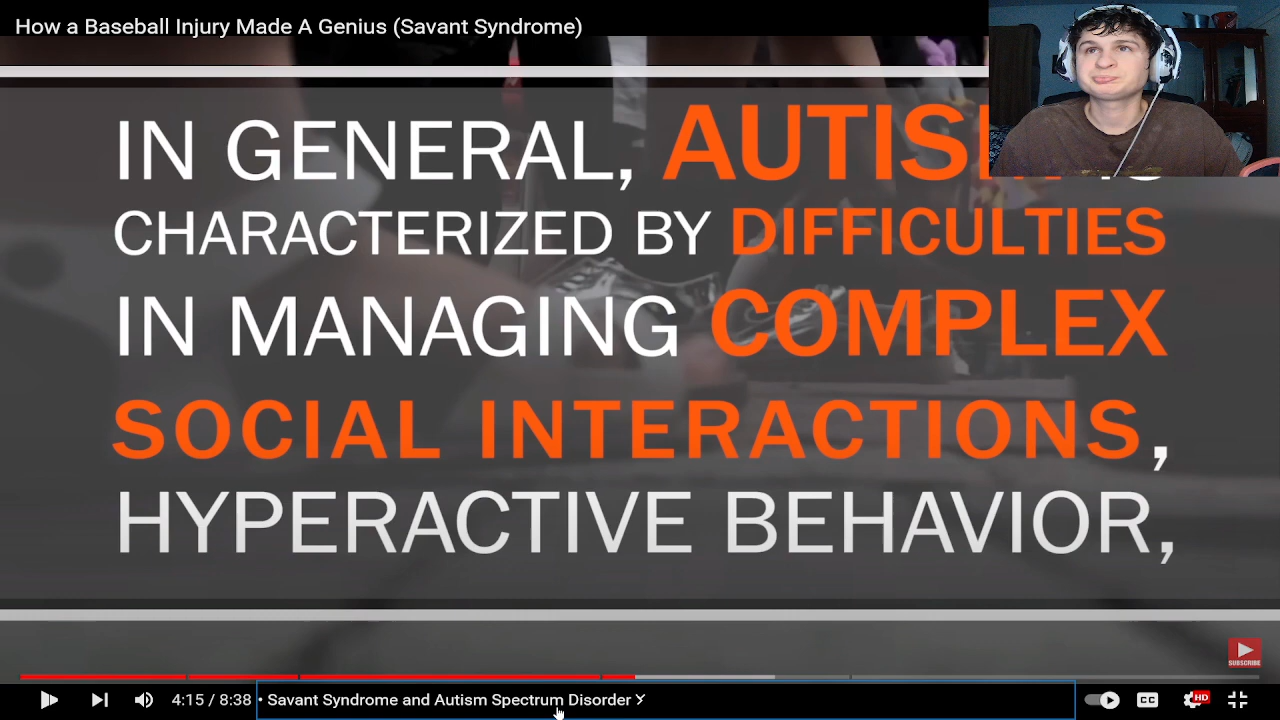 How a Baseball Injury Made A Genius (Savant Syndrome)
IN GENERAL,
CHARACTERIZED BY DIFFICULTIES
IN MANAGING COMPLEX
SOCIAL INTERACTIONS,
HYPERACTIVE BEHAVIOR,
SUBSCRIBE
4:15 / 8:38 • Savant Syndrome and Autism Spectrum Disorder
CC
HD